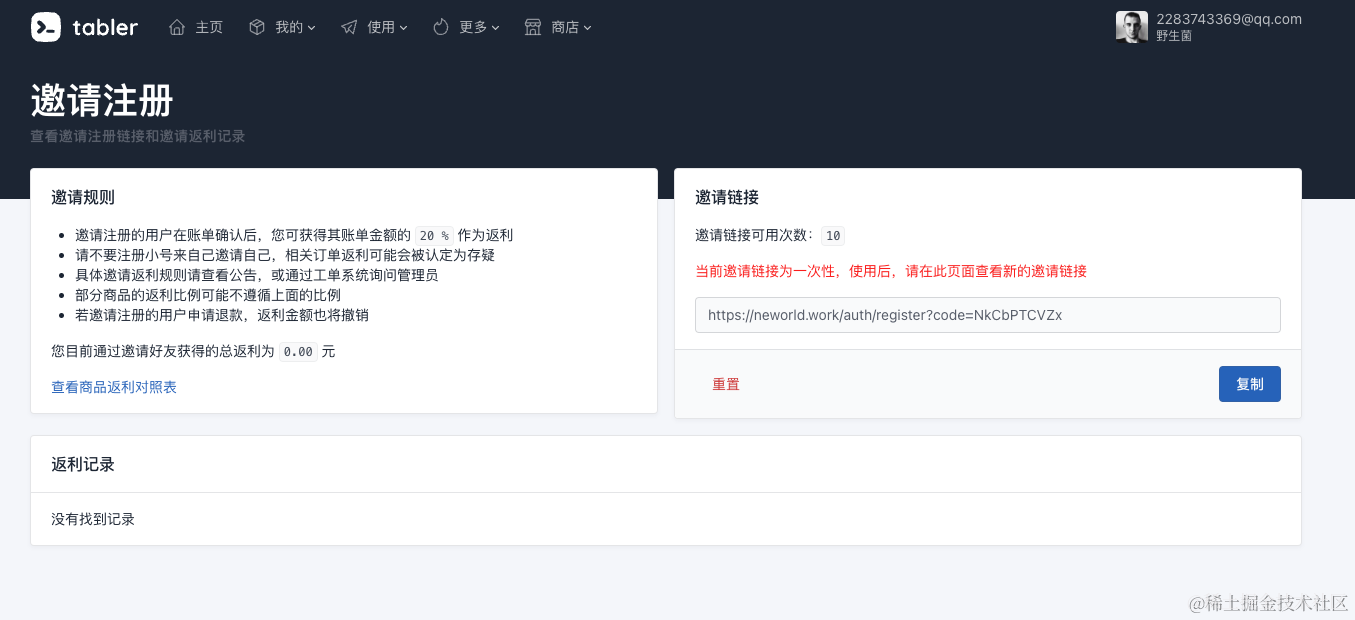 tabler 主页 我的 使用 更多 商店 2283743369@qq.com
野生菌
邀请注册
查看邀请注册链接和邀请返利记录
邀请规则
邀请注册的用户在账单确认后，您可获得其账单金额的 20 % 作为返利
请不要注册小号来自己邀请自己，相关订单返利可能会被认定为存疑
具体邀请返利规则请查看公告，或通过工单系统询问管理员
部分商品的返利比例可能不遵循上面的比例
若邀请注册的用户申请退款，返利金额也将撤销
您目前通过邀请好友获得的总返利为 0.00 元
查看商品返利对照表
邀请链接
邀请链接可用次数：10
当前邀请链接为一次性，使用后，请在此页面查看新的邀请链接
https://neworld.work/auth/register?code=NkCbPTCVZx
重置 复制
返利记录
没有找到记录
@稀土掘金技术社区